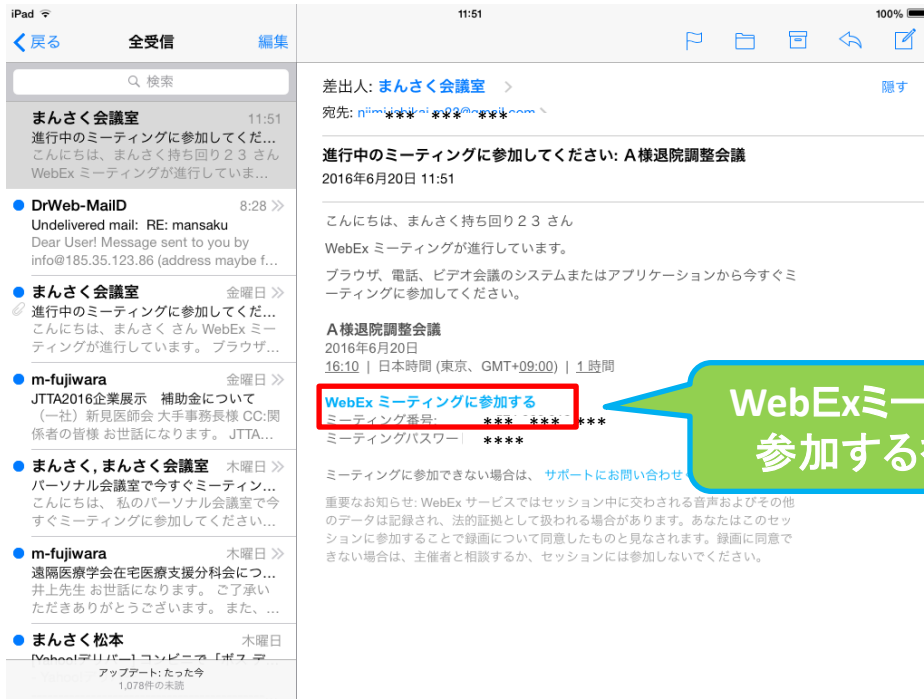 iPad
11:51
100%
戻る
全受信
編集
検索
まんさく会議室
11:51
進行中のミーティングに参加してくだ...
こんにちは、まんさく持ち回り２３ さん
WebEx ミーティングが進行していま...
DrWeb-MailD
8:28
Undelivered mail: RE: mansaku
Dear User! Message sent to you by
info@185.35.123.86 (address maybe f...
まんさく会議室
金曜日
進行中のミーティングに参加してくだ...
こんにちは、まんさく さん WebEx ミー
ティングが進行しています。 ブラウザ...
m-fujiwara
金曜日
JTTA2016企業展示　補助金について
（一社）新見医師会 大手事務長様 CC:関
係者の皆様 お世話になります。 JTTA...
まんさく, まんさく会議室
木曜日
パーソナル会議室で今すぐミーティン...
こんにちは、 私のパーソナル会議室で今
すぐミーティングに参加してください...
m-fujiwara
木曜日
遠隔医療学会在宅医療支援分科会につ...
井上先生 お世話になります。 ご了承い
ただきありがとうございます。 また、...
まんさく松本
木曜日
アップデート: たった今
1,078件の未読
差出人: まんさく会議室
隠す
宛先:
*** *** ***
進行中のミーティングに参加してください: Ａ様退院調整会議
2016年6月20日 11:51
こんにちは、まんさく持ち回り２３ さん
WebEx ミーティングが進行しています。
ブラウザ、電話、ビデオ会議のシステムまたはアプリケーションから今すぐミ
ーティングに参加してください。
Ａ様退院調整会議
2016年6月20日
16:10 | 日本時間 (東京、GMT+09:00) | 1 時間
WebEx ミーティングに参加する
ミーティング番号: *** *** ***
ミーティングパスワー ****
ミーティングに参加できない場合は、 サポートにお問い合わせ
重要なお知らせ: WebEx サービスではセッション中に交わされる音声およびその他
のデータは記録され、法的証拠として扱われる場合があります。あなたはこのセッ
ションに参加することで録画について同意したものと見なされます。録画に同意で
きない場合は、主催者と相談するか、セッションには参加しないでください。
WebExミー
参加する